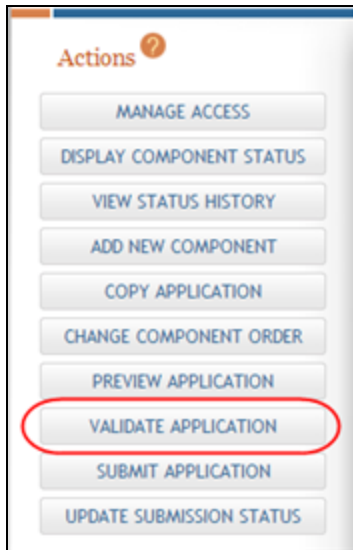 Actions ?
MANAGE ACCESS
DISPLAY COMPONENT STATUS
VIEW STATUS HISTORY
ADD NEW COMPONENT
COPY APPLICATION
CHANGE COMPONENT ORDER
PREVIEW APPLICATION
VALIDATE APPLICATION
SUBMIT APPLICATION
UPDATE SUBMISSION STATUS